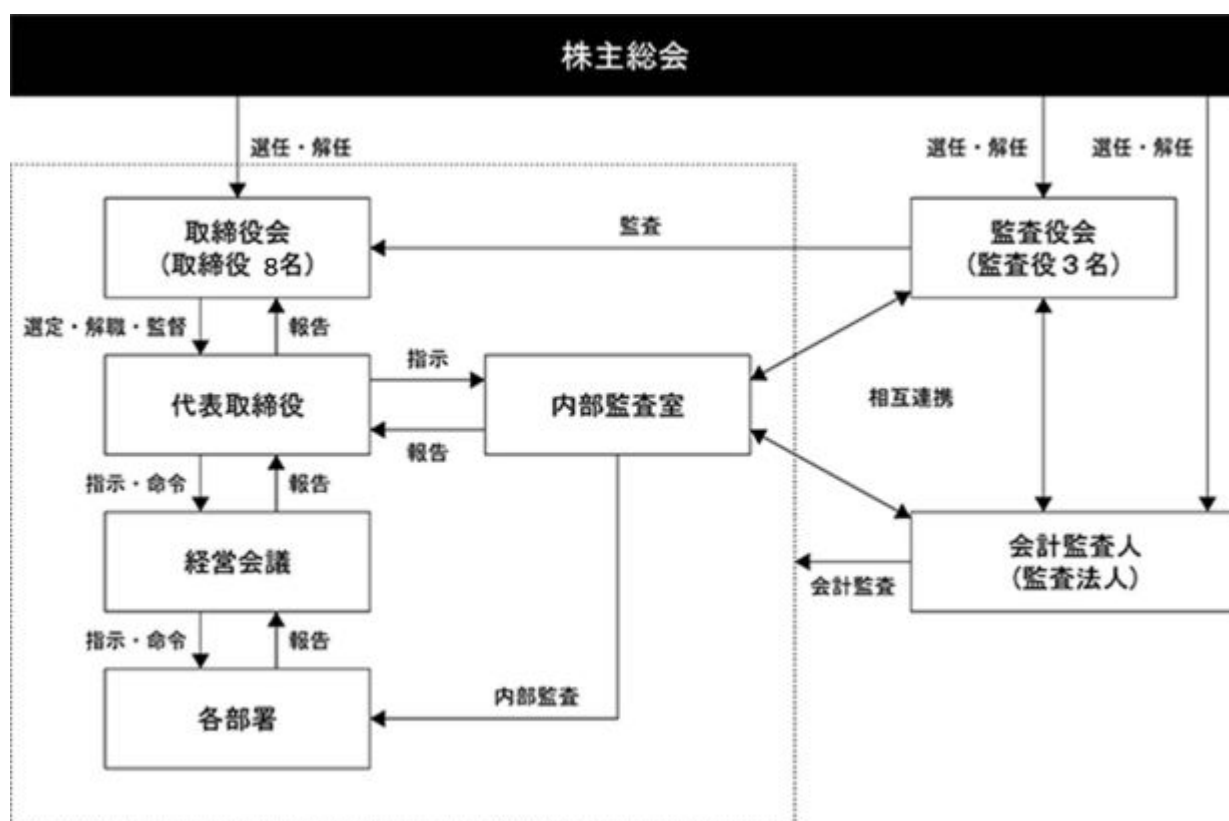 株主総会
選任・解任
選任・解任
選任・解任
取締役会
（取締役 8名）
監査
監査役会
（監査役３名）
選定・解職・監督
報告
代表取締役
指示
報告
内部監査室
相互連携
指示・命令
報告
経営会議
会計監査
会計監査人
（監査法人）
指示・命令
報告
各部署
内部監査